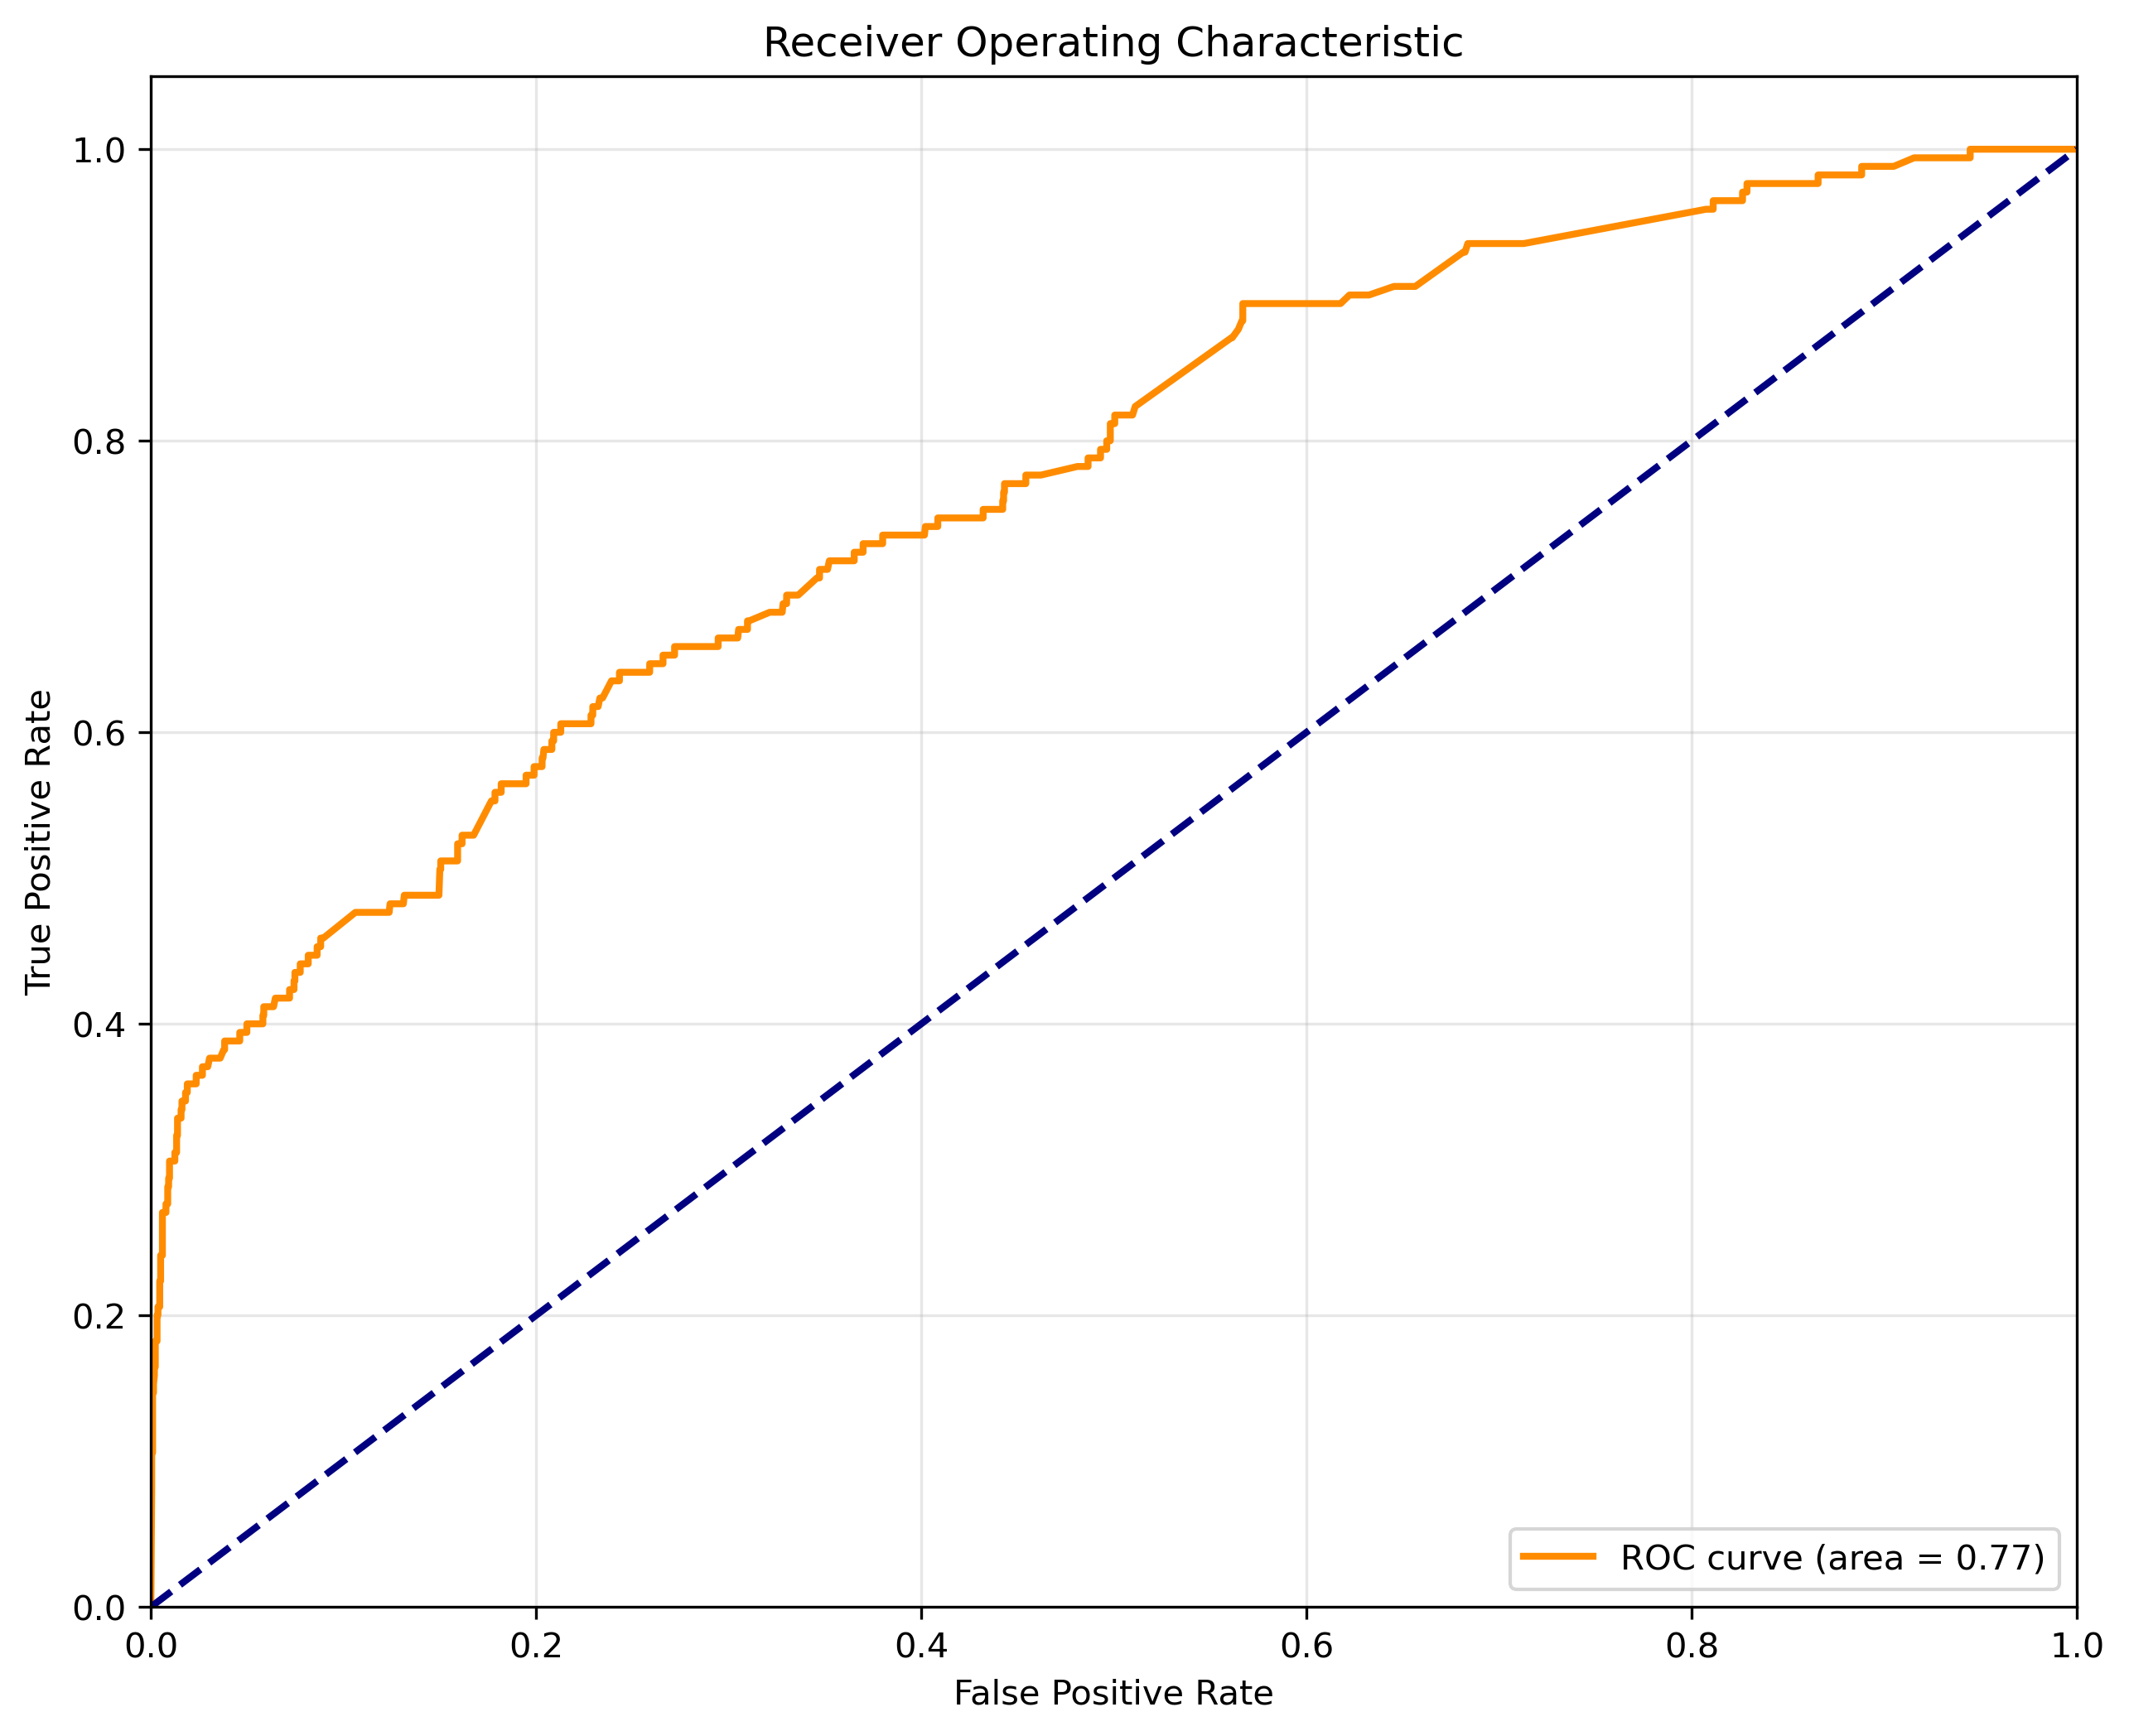 Receiver Operating Characteristic
True Positive Rate
1.0
0.8
0.6
0.4
0.2
0.0
0.0 0.2 0.4 0.6 0.8 1.0
False Positive Rate
ROC curve (area = 0.77)